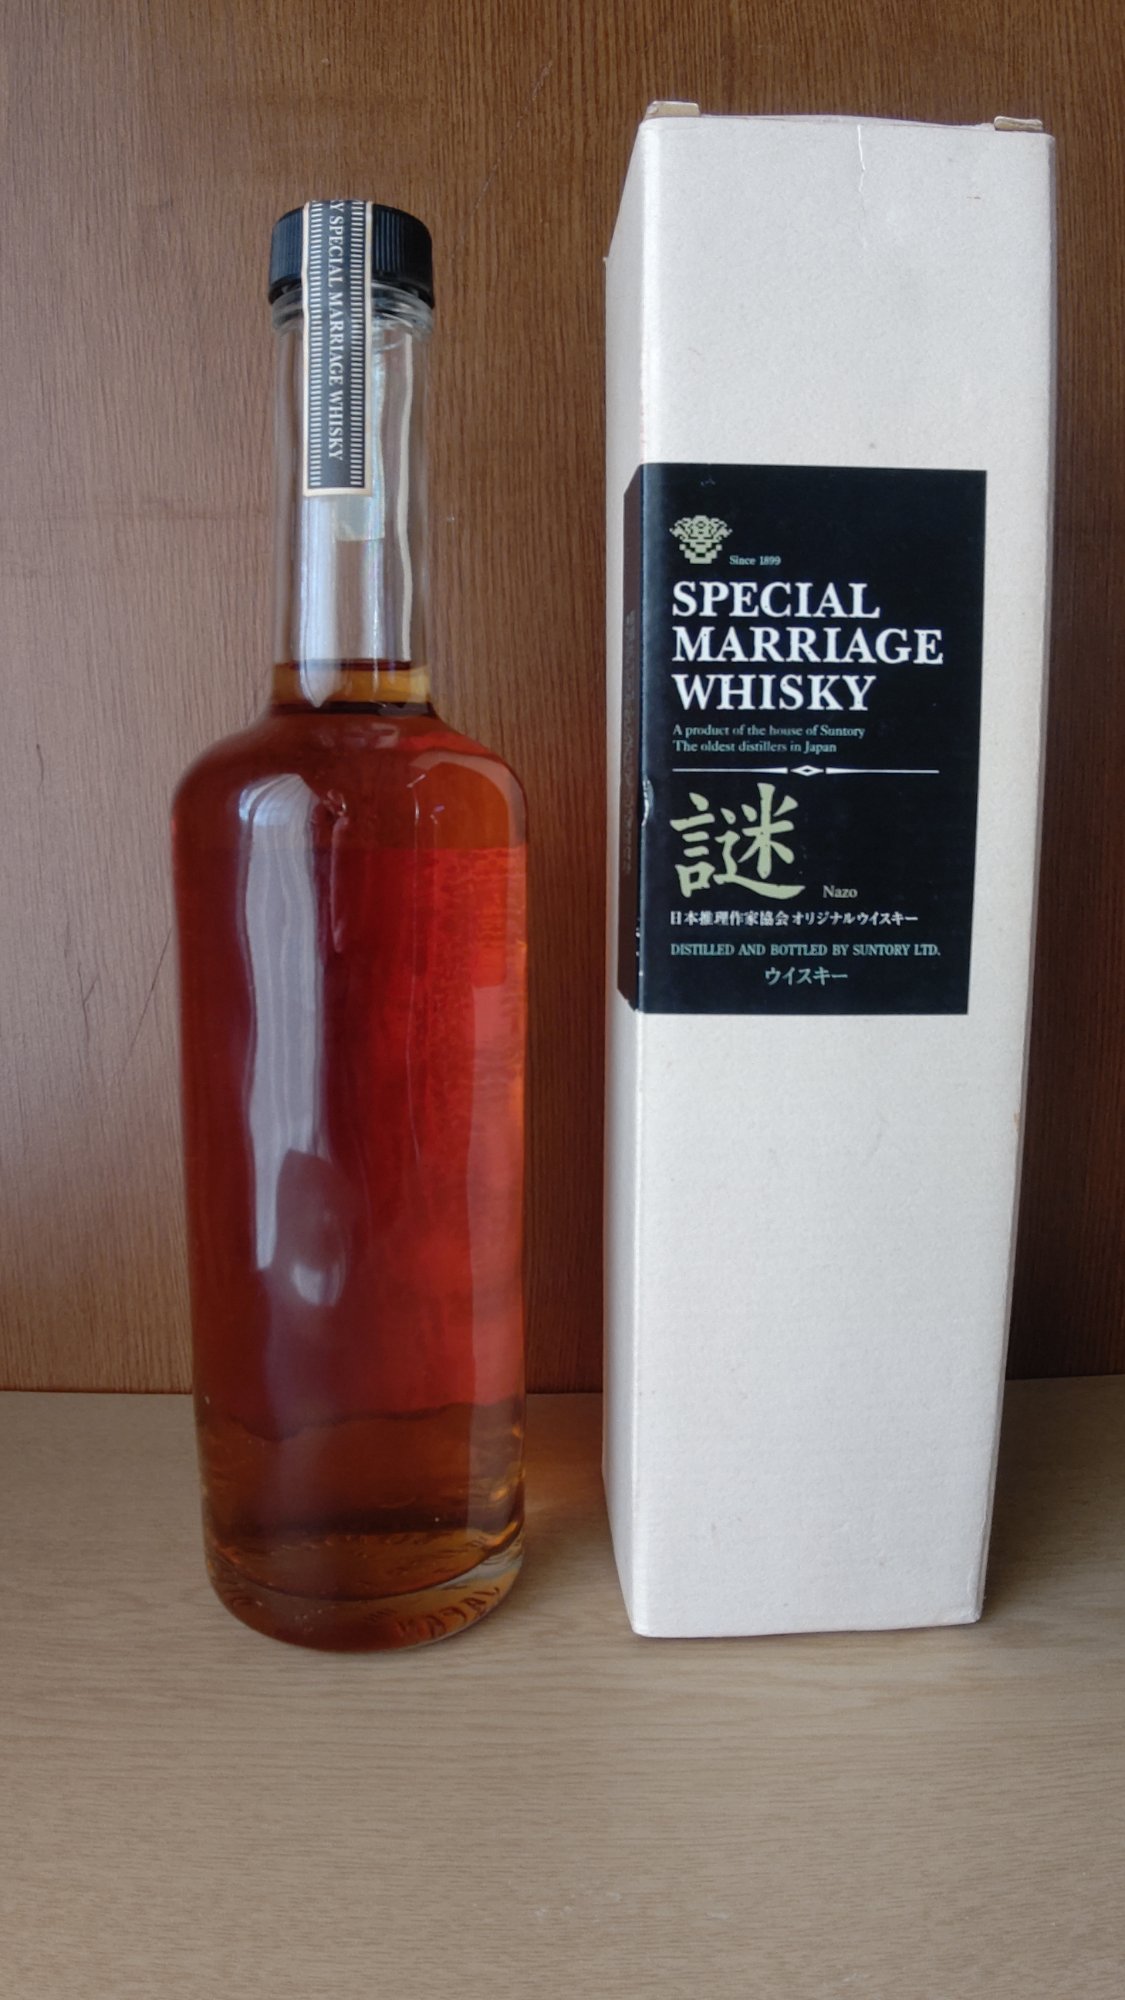 Y SPECIAL MARRIAGE WHISKY
Since 1899
SPECIAL
MARRIAGE
WHISKY
A product of the house of Suntory
The oldest distillers in Japan
謎
Nazo
日本推理作家協会オリジナルウイスキー
DISTILLED AND BOTTLED BY SUNTORY LTD.
ウイスキー